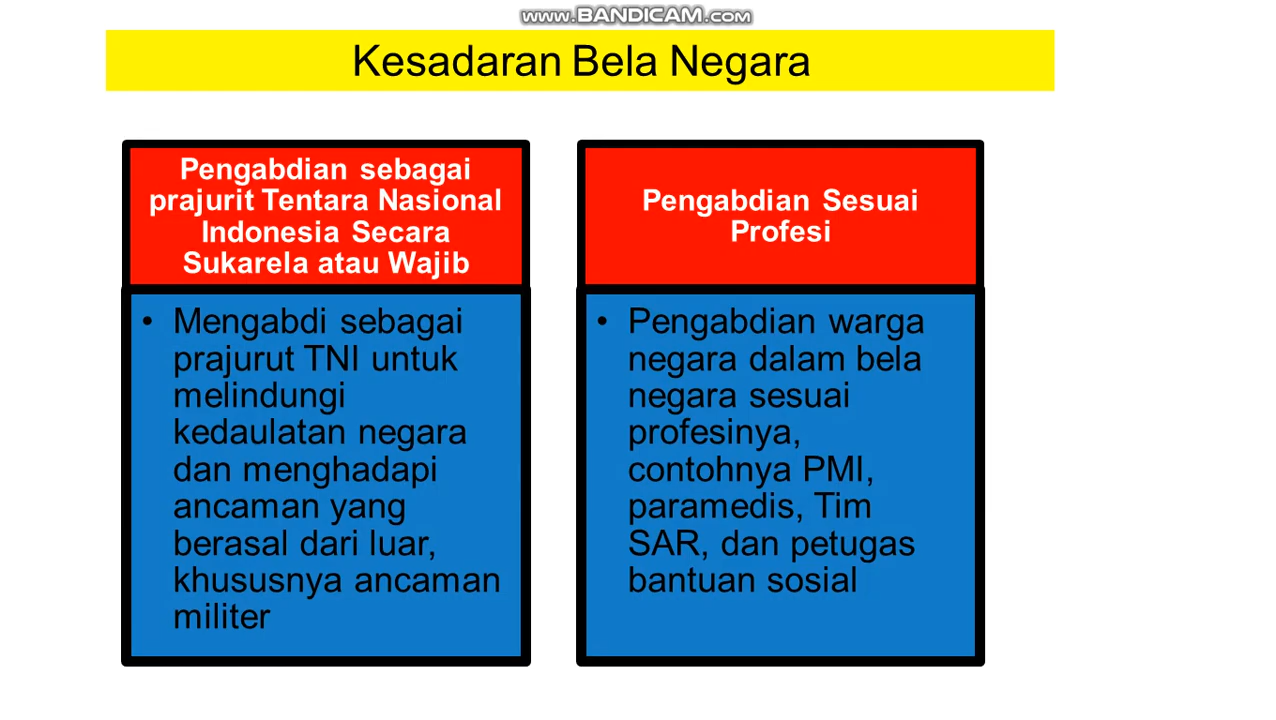 www.BANDICAM.com
Kesadaran Bela Negara
Pengabdian sebagai
prajurit Tentara Nasional
Indonesia Secara
Sukarela atau Wajib
• Mengabdi sebagai
prajurut TNI untuk
melindungi
kedaulatan negara
dan menghadapi
ancaman yang
berasal dari luar,
khususnya ancaman
militer
Pengabdian Sesuai
Profesi
• Pengabdian warga
negara dalam bela
negara sesuai
profesinya,
contohnya PMI,
paramedis, Tim
SAR, dan petugas
bantuan sosial